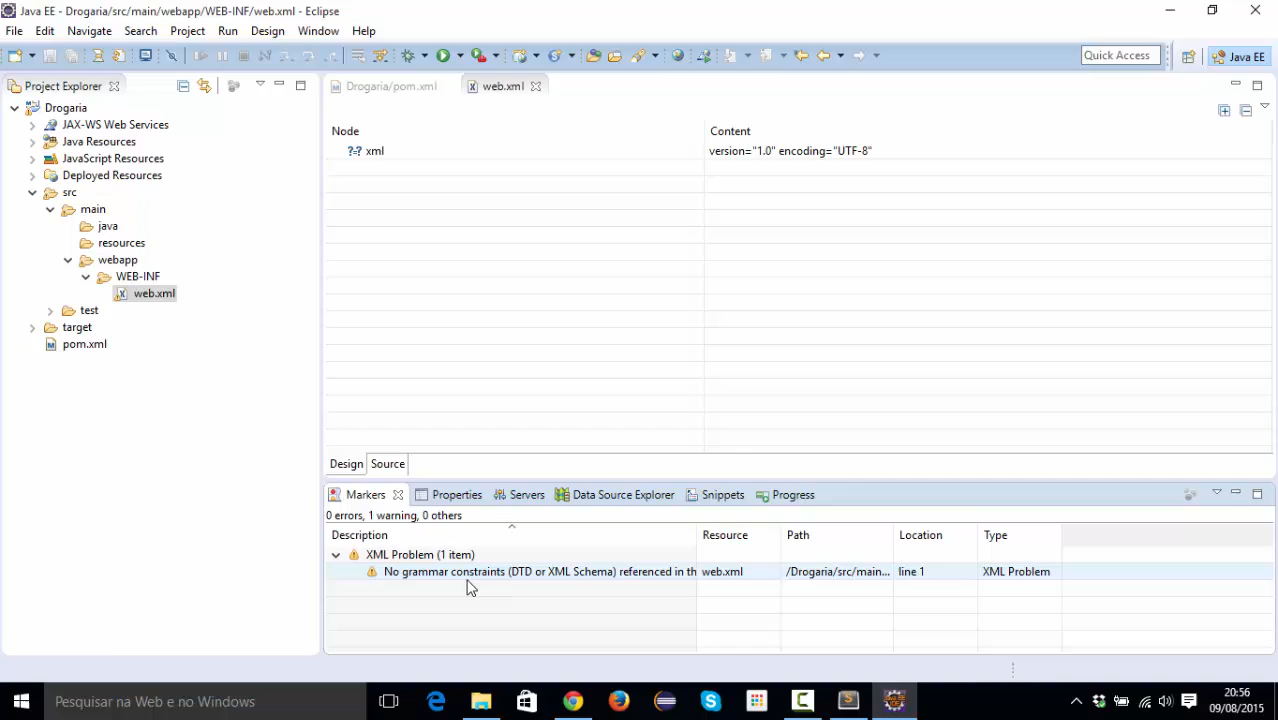 Java EE - Drogaria/src/main/webapp/WEB-INF/web.xml - Eclipse
File Edit Navigate Search Project Run Design Window Help
Quick Access Java EE
Project Explorer Drogaria/pom.xml web.xml
Drogaria
JAX-WS Web Services
Java Resources
JavaScript Resources
Deployed Resources
src
main
java
resources
webapp
WEB-INF
web.xml
test
target
pom.xml
Node Content
?-? xml version="1.0" encoding="UTF-8"
Design Source
Markers Properties Servers Data Source Explorer Snippets Progress
0 errors, 1 warning, 0 others
Description Resource Path Location Type
XML Problem (1 item)
No grammar constraints (DTD or XML Schema) referenced in th web.xml /Drogaria/src/main... line 1 XML Problem
Pesquisar na Web e no Windows
20:56
09/08/2015